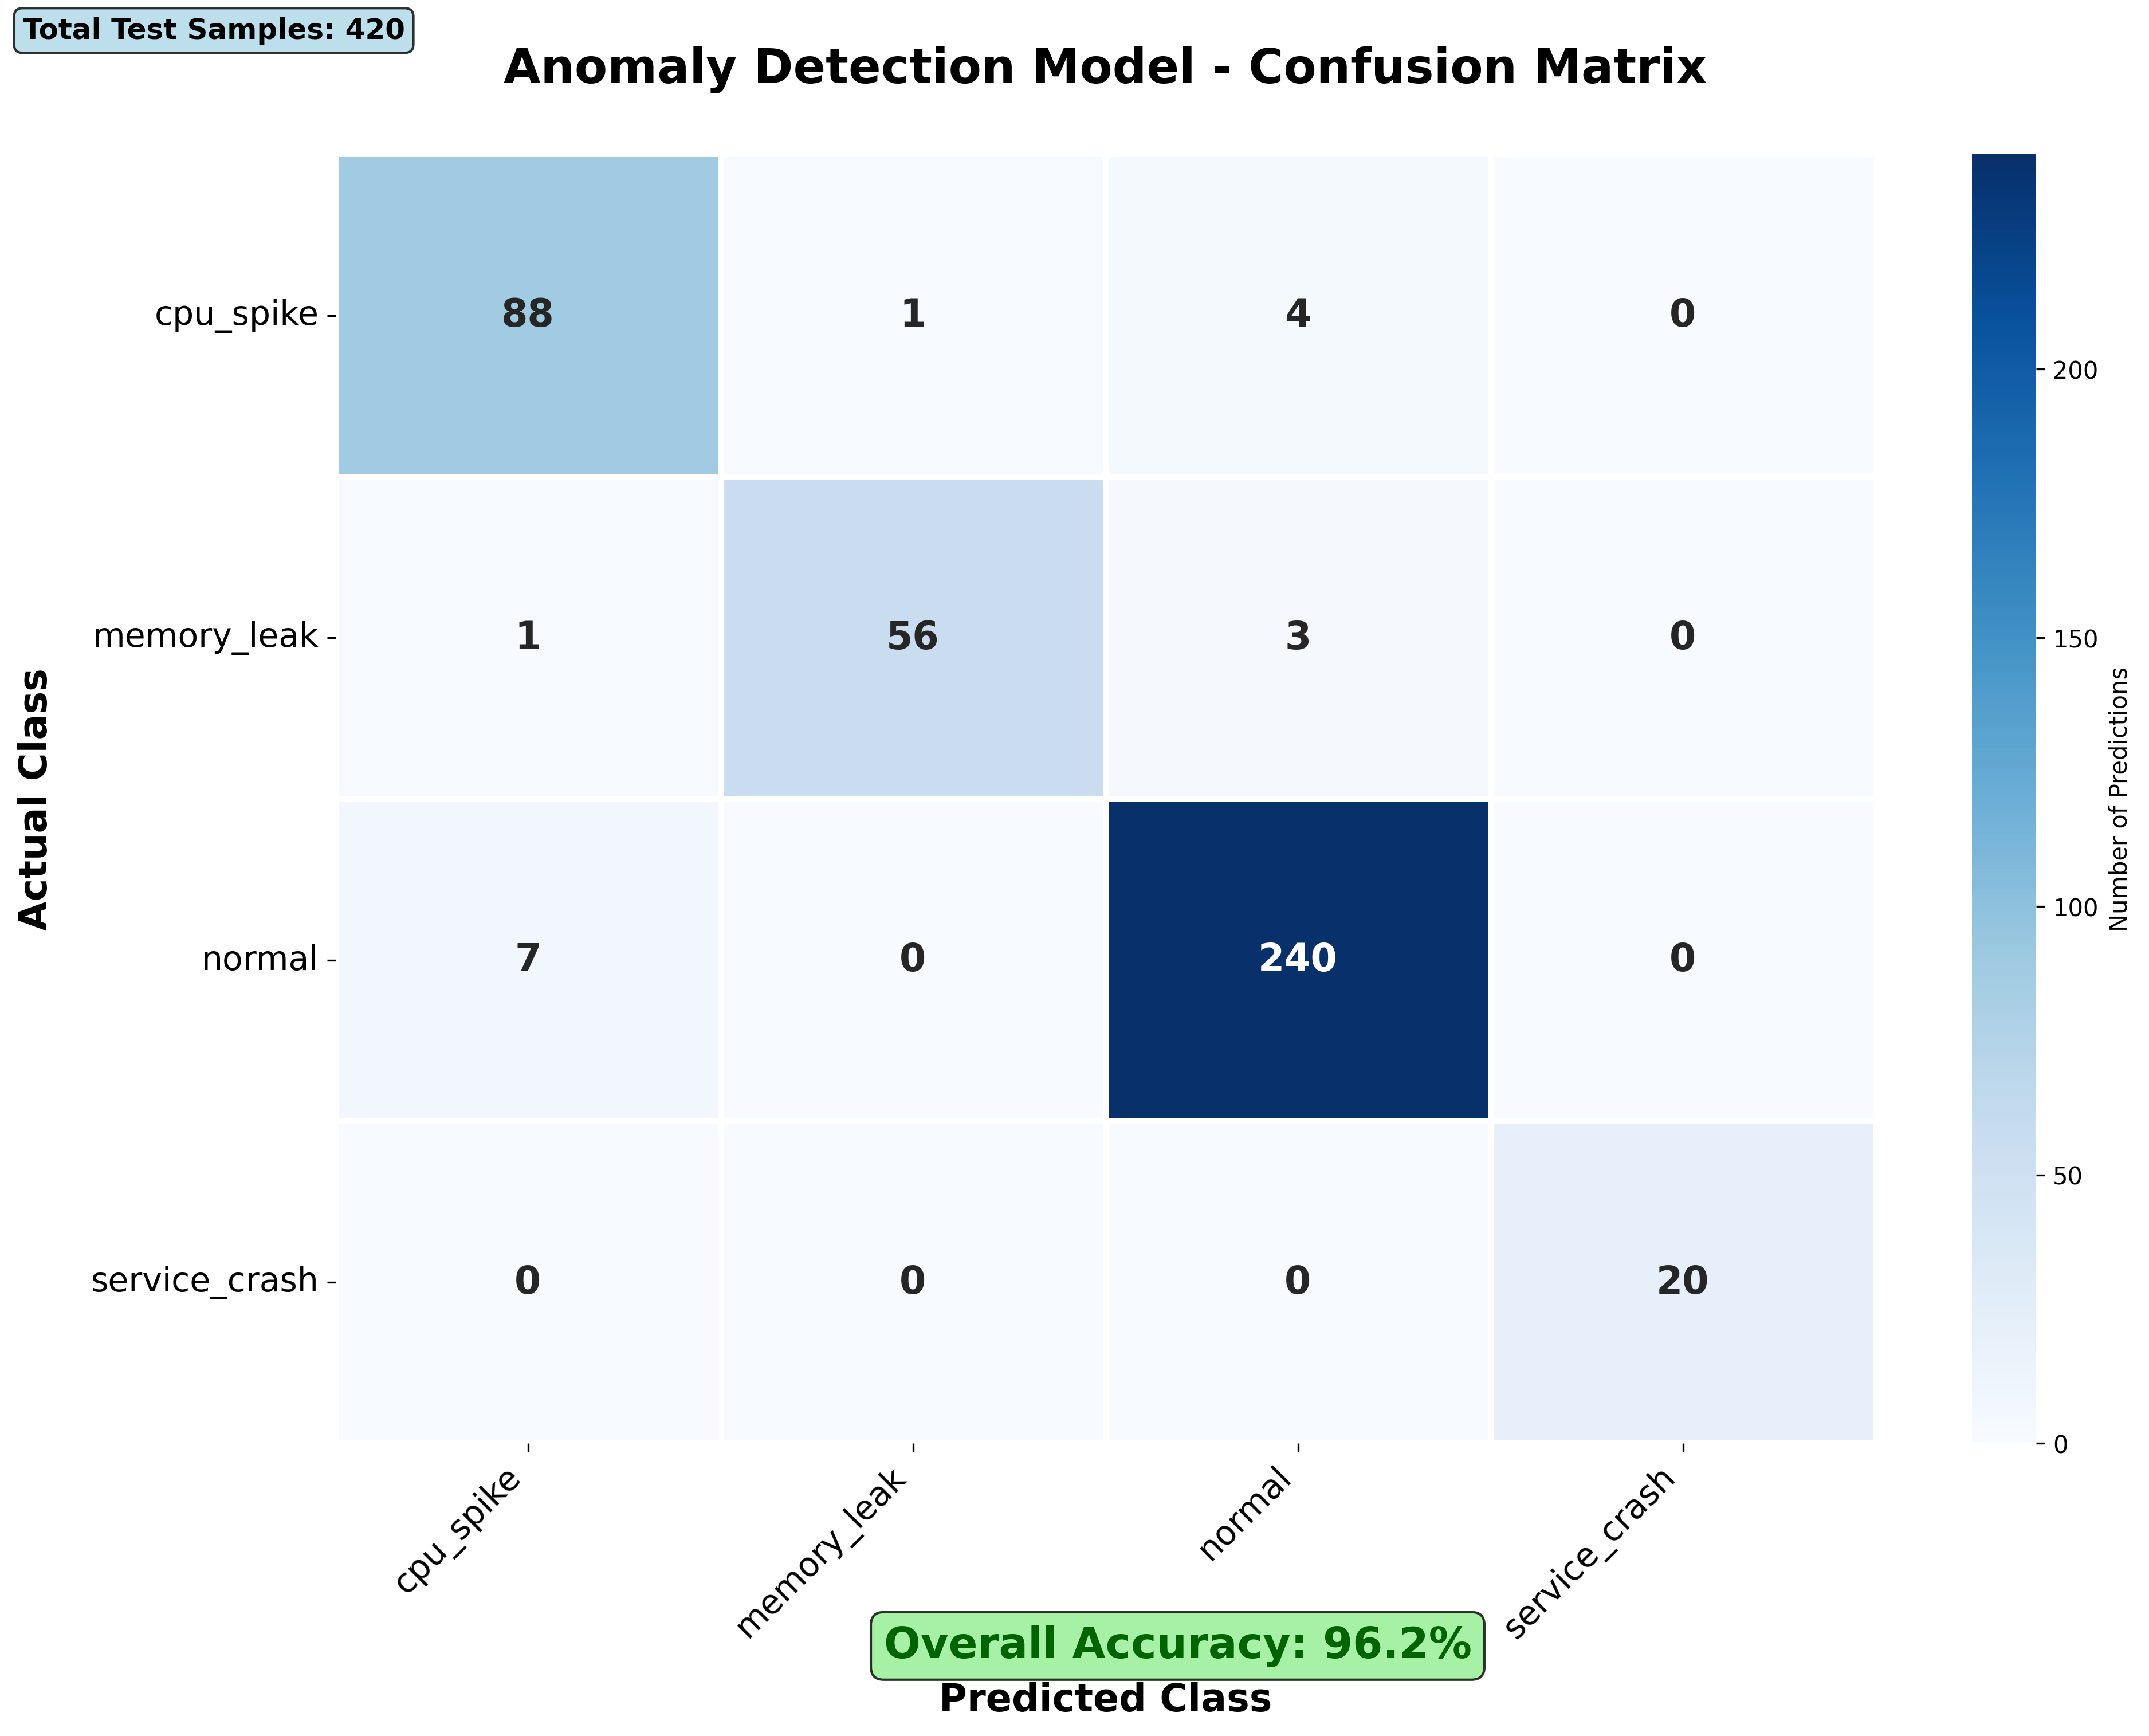 Total Test Samples: 420
Anomaly Detection Model - Confusion Matrix
cpu_spike 88 1 4 0
memory_leak 1 56 3 0
normal 7 0 240 0
service_crash 0 0 0 20
Actual Class
cpu_spike memory_leak normal service_crash
Overall Accuracy: 96.2%
Predicted Class
200
150
100
50
0
Number of Predictions